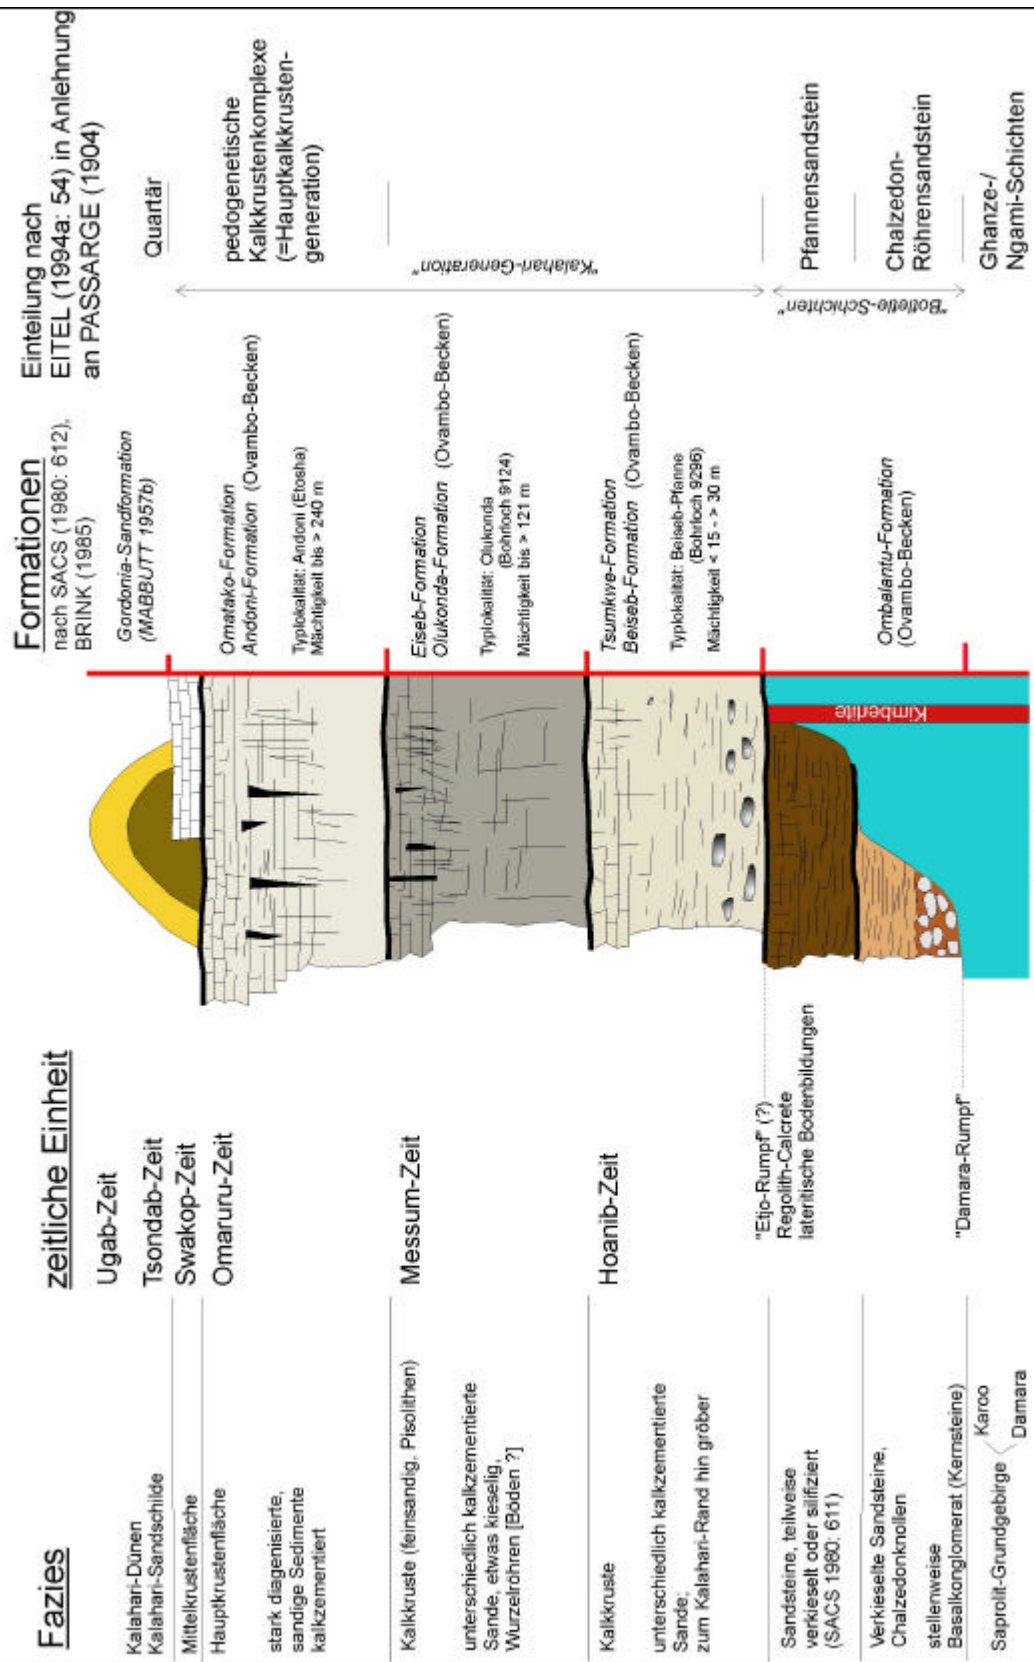 Fazies
Kalahari-Dünen
Kalahari-Sandschilde
Mittelkrustenfläche
Hauptkrustenfläche
stark diagenisierte,
sandige Sedimente
kalkzementiert
Kalkkruste (feinsandig, Pisolithen)
unterschiedlich kalkzementierte
Sande, etwas kieselig,
Wurzelröhren [Böden ?]
Kalkkruste
unterschiedlich kalkzementierte
Sande;
zum Kalahari-Rand hin gröber
Sandsteine, teilweise
verkieselt oder silifiziert
(SACS 1980: 611)
Verkieselte Sandsteine,
Chalzedonknollen
stellenweise
Basalkonglomerat (Kernsteine)
Saprolit-Grundgebirge
Karoo
Damara
zeitliche Einheit
Ugab-Zeit
Tsondab-Zeit
Swakop-Zeit
Omaruru-Zeit
Messum-Zeit
Hoanib-Zeit
"Etjo-Rumpf" (?)
Regolith-Calcrete
lateritische Bodenbildungen
"Damara-Rumpf"
Kimberlite
Formationen
nach SACS (1980: 612),
BRINK (1985)
Gordonia-Sandformation
(MABBUTT 1957b)
Omatako-Formation
Andoni-Formation (Ovambo-Becken)
Typlokalität: Andoni (Etosha)
Mächtigkeit bis > 240 m
Eiseb-Formation
Olukonda-Formation (Ovambo-Becken)
Typlokalität: Olukonda
(Bohrloch 9124)
Mächtigkeit bis > 121 m
Tsumkwe-Formation
Beiseb-Formation (Ovambo-Becken)
Typlokalität: Beiseb-Pfanne
(Bohrloch 9296)
Mächtigkeit < 15 - > 30 m
Ombalantu-Formation
(Ovambo-Becken)
Einteilung nach
EITEL (1994a: 54) in Anlehnung
an PASSARGE (1904)
Quartär
pedogenetische
Kalkkrustenkomplexe
(=Hauptkalkkrusten-
generation)
"Kalahari-Generation"
Pfannensandstein
"Botletle-Schichten"
Chalzedon-
Röhrensandstein
Ghanze-/
Ngami-Schichten